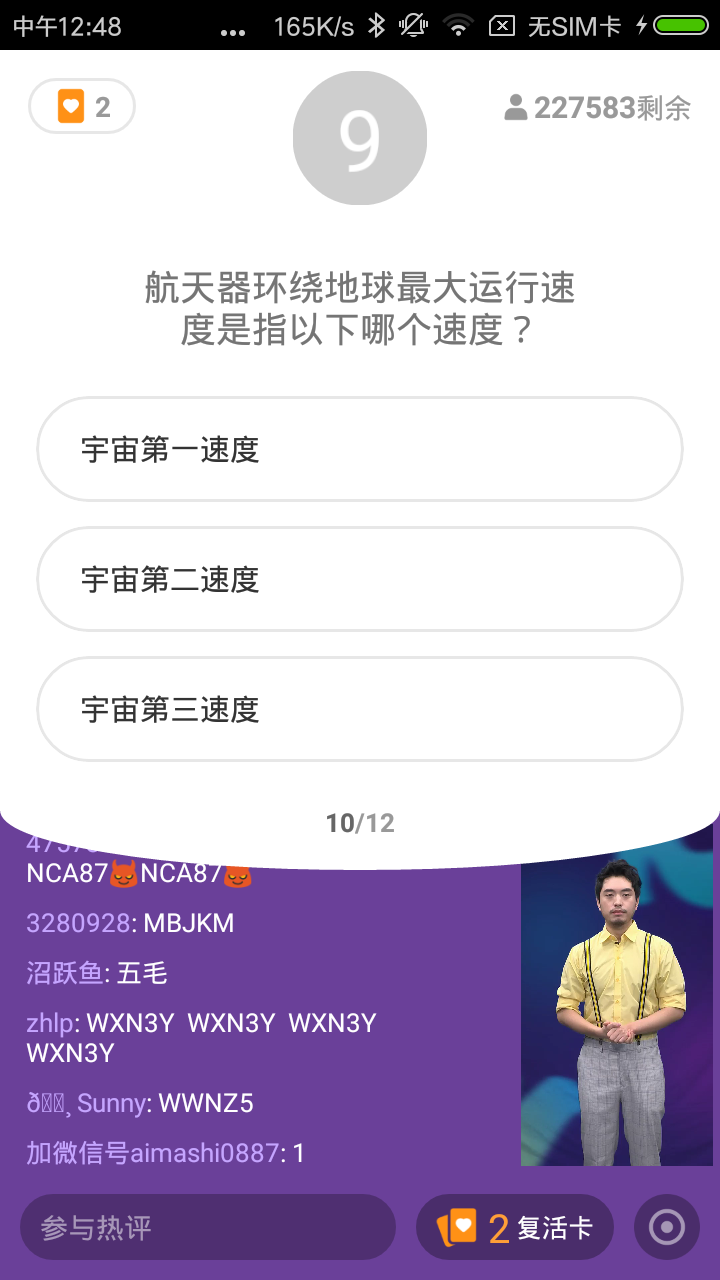 中午12:48 ... 165K/s 无SIM卡
2 9 227583剩余
航天器环绕地球最大运行速
度是指以下哪个速度？
宇宙第一速度
宇宙第二速度
宇宙第三速度
10/12
NCA87👿NCA87👿
3280928: MBJKM
沼跃鱼: 五毛
zhlp: WXN3Y WXN3Y WXN3Y
WXN3Y
Sunny: WWNZ5
加微信号aimashi0887: 1
参与热评 2 复活卡